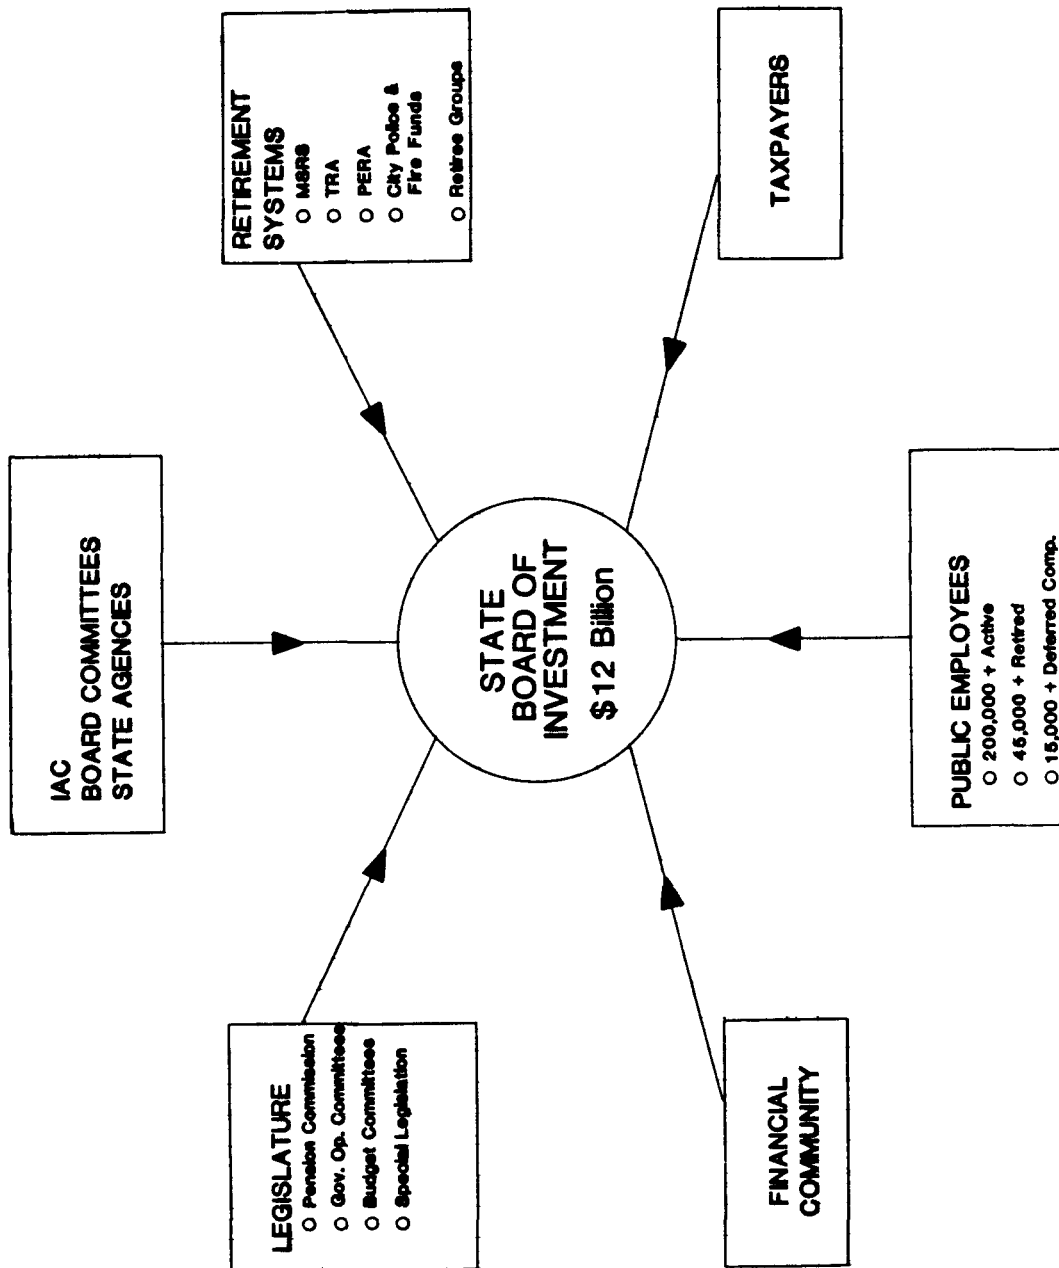 IAC
BOARD COMMITTEES
STATE AGENCIES
LEGISLATURE
○ Pension Commission
○ Gov. Op. Committees
○ Budget Committees
○ Special Legislation
RETIREMENT
SYSTEMS
○ MSRS
○ TRA
○ PERA
○ City Police &
Fire Funds
○ Retiree Groups
STATE
BOARD OF
INVESTMENT
$12 Billion
FINANCIAL
COMMUNITY
TAXPAYERS
PUBLIC EMPLOYEES
○ 200,000 + Active
○ 45,000 + Retired
○ 15,000 + Deferred Comp.